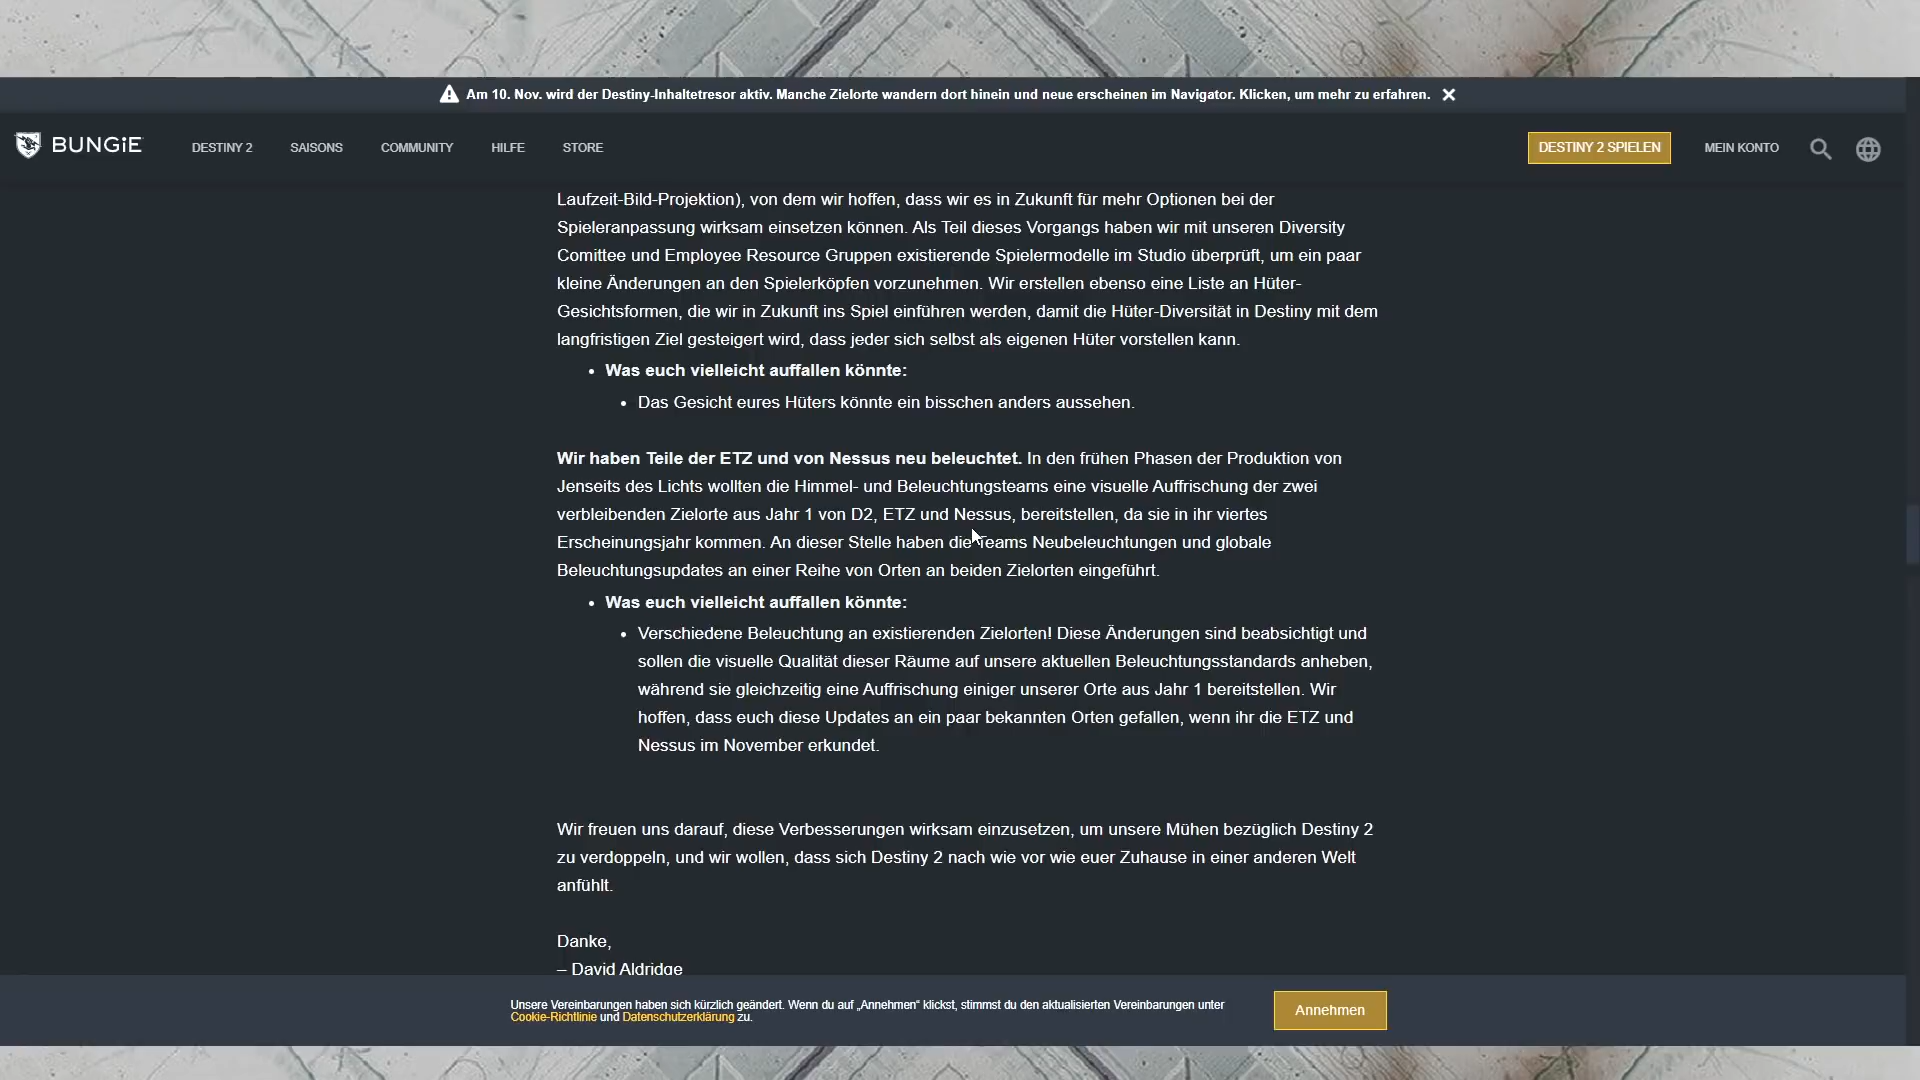 Am 10. Nov. wird der Destiny-Inhaltetresor aktiv. Manche Zielorte wandern dort hinein und neue erscheinen im Navigator. Klicken, um mehr zu erfahren.
BUNGiE DESTINY 2 SAISONS COMMUNITY HILFE STORE DESTINY 2 SPIELEN MEIN KONTO
Laufzeit-Bild-Projektion), von dem wir hoffen, dass wir es in Zukunft für mehr Optionen bei der
Spieleranpassung wirksam einsetzen können. Als Teil dieses Vorgangs haben wir mit unseren Diversity
Comittee und Employee Resource Gruppen existierende Spielermodelle im Studio überprüft, um ein paar
kleine Änderungen an den Spielerköpfen vorzunehmen. Wir erstellen ebenso eine Liste an Hüter-
Gesichtsformen, die wir in Zukunft ins Spiel einführen werden, damit die Hüter-Diversität in Destiny mit dem
langfristigen Ziel gesteigert wird, dass jeder sich selbst als eigenen Hüter vorstellen kann.
• Was euch vielleicht auffallen könnte:
• Das Gesicht eures Hüters könnte ein bisschen anders aussehen.
Wir haben Teile der ETZ und von Nessus neu beleuchtet. In den frühen Phasen der Produktion von
Jenseits des Lichts wollten die Himmel- und Beleuchtungsteams eine visuelle Auffrischung der zwei
verbleibenden Zielorte aus Jahr 1 von D2, ETZ und Nessus, bereitstellen, da sie in ihr viertes
Erscheinungsjahr kommen. An dieser Stelle haben die Teams Neubeleuchtungen und globale
Beleuchtungsupdates an einer Reihe von Orten an beiden Zielorten eingeführt.
• Was euch vielleicht auffallen könnte:
• Verschiedene Beleuchtung an existierenden Zielorten! Diese Änderungen sind beabsichtigt und
sollen die visuelle Qualität dieser Räume auf unsere aktuellen Beleuchtungsstandards anheben,
während sie gleichzeitig eine Auffrischung einiger unserer Orte aus Jahr 1 bereitstellen. Wir
hoffen, dass euch diese Updates an ein paar bekannten Orten gefallen, wenn ihr die ETZ und
Nessus im November erkundet.
Wir freuen uns darauf, diese Verbesserungen wirksam einzusetzen, um unsere Mühen bezüglich Destiny 2
zu verdoppeln, und wir wollen, dass sich Destiny 2 nach wie vor wie euer Zuhause in einer anderen Welt
anfühlt.
Danke,
– David Aldridge
Unsere Vereinbarungen haben sich kürzlich geändert. Wenn du auf „Annehmen“ klickst, stimmst du den aktualisierten Vereinbarungen unter
Cookie-Richtlinie und Datenschutzerklärung zu.
Annehmen